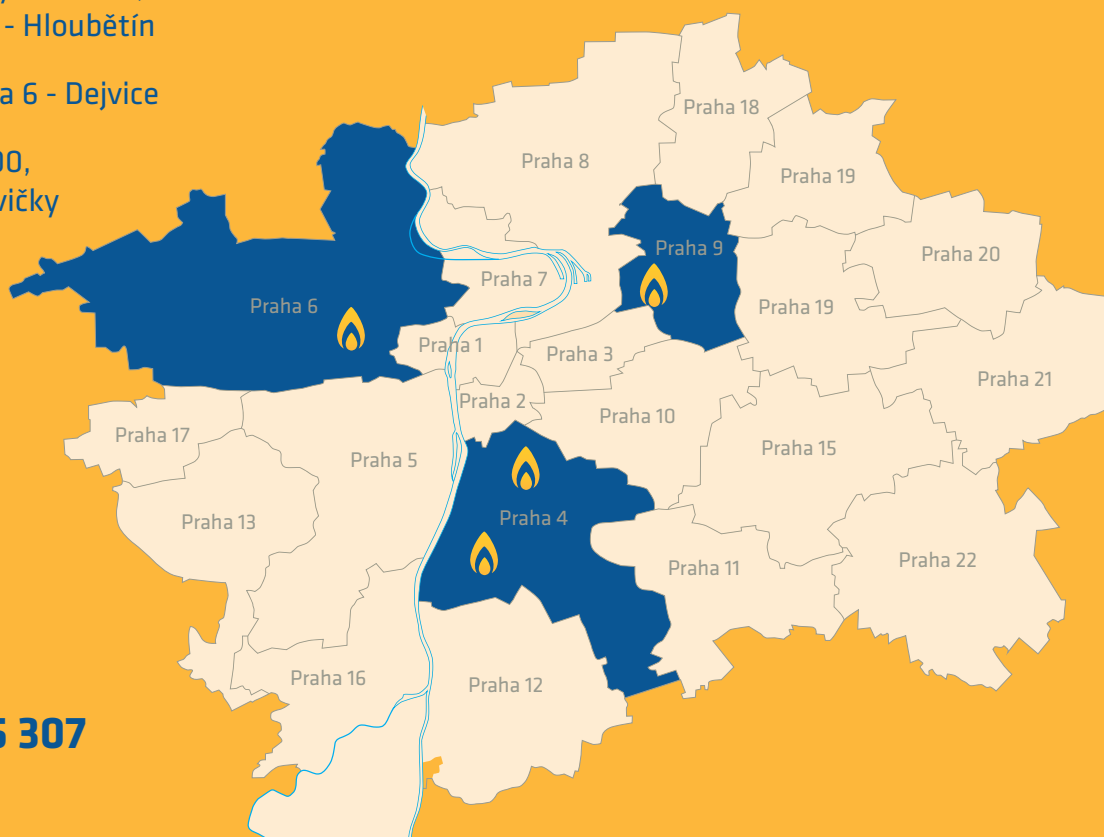 - Hloubětín
a 6 - Dejvice
00,
vičky
307
Praha 18
Praha 8
Praha 19
Praha 9
Praha 20
Praha 7
Praha 6
Praha 19
Praha 1
Praha 3
Praha 21
Praha 2
Praha 10
Praha 17
Praha 15
Praha 5
Praha 13
Praha 4
Praha 22
Praha 11
Praha 16
Praha 12